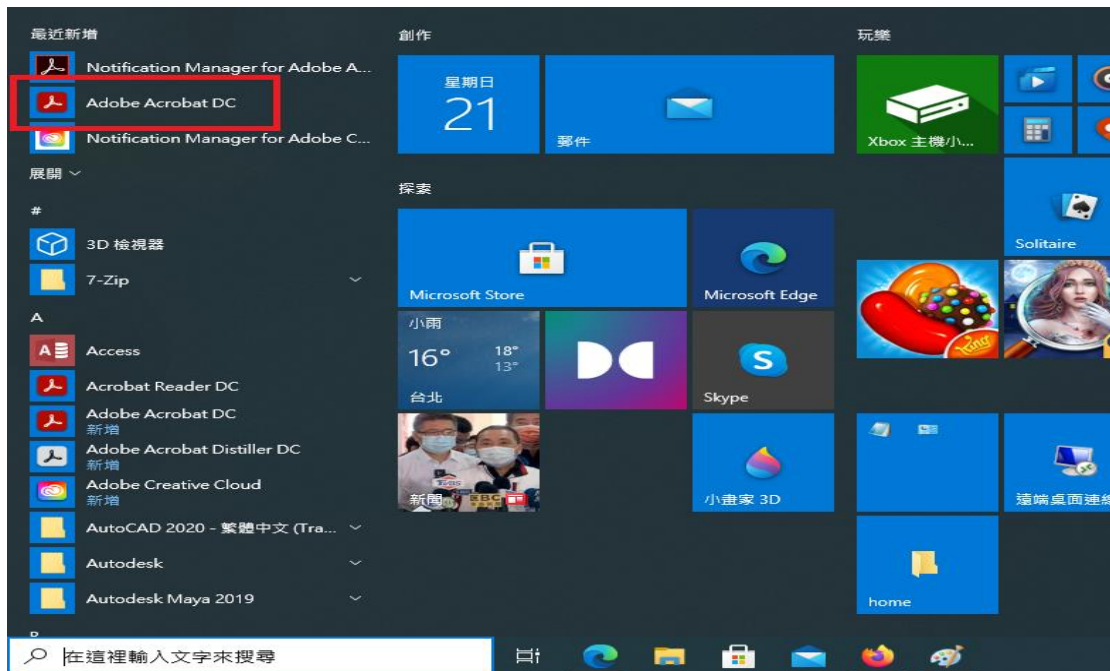 最近新增
Notification Manager for Adobe A...
Adobe Acrobat DC
Notification Manager for Adobe C...
展開
#
3D 檢視器
7-Zip
A
Access
Acrobat Reader DC
Adobe Acrobat DC
新增
Adobe Acrobat Distiller DC
新增
Adobe Creative Cloud
新增
AutoCAD 2020 - 繁體中文 (Tra...
Autodesk
Autodesk Maya 2019
創作
星期日
21
郵件
探索
Microsoft Store
Microsoft Edge
小雨
16°
18°
13°
台北
Skype
新聞
EBC
小畫家 3D
玩樂
Xbox 主機小...
Solitaire
King
遠端桌面連線
home
在這裡輸入文字來搜尋